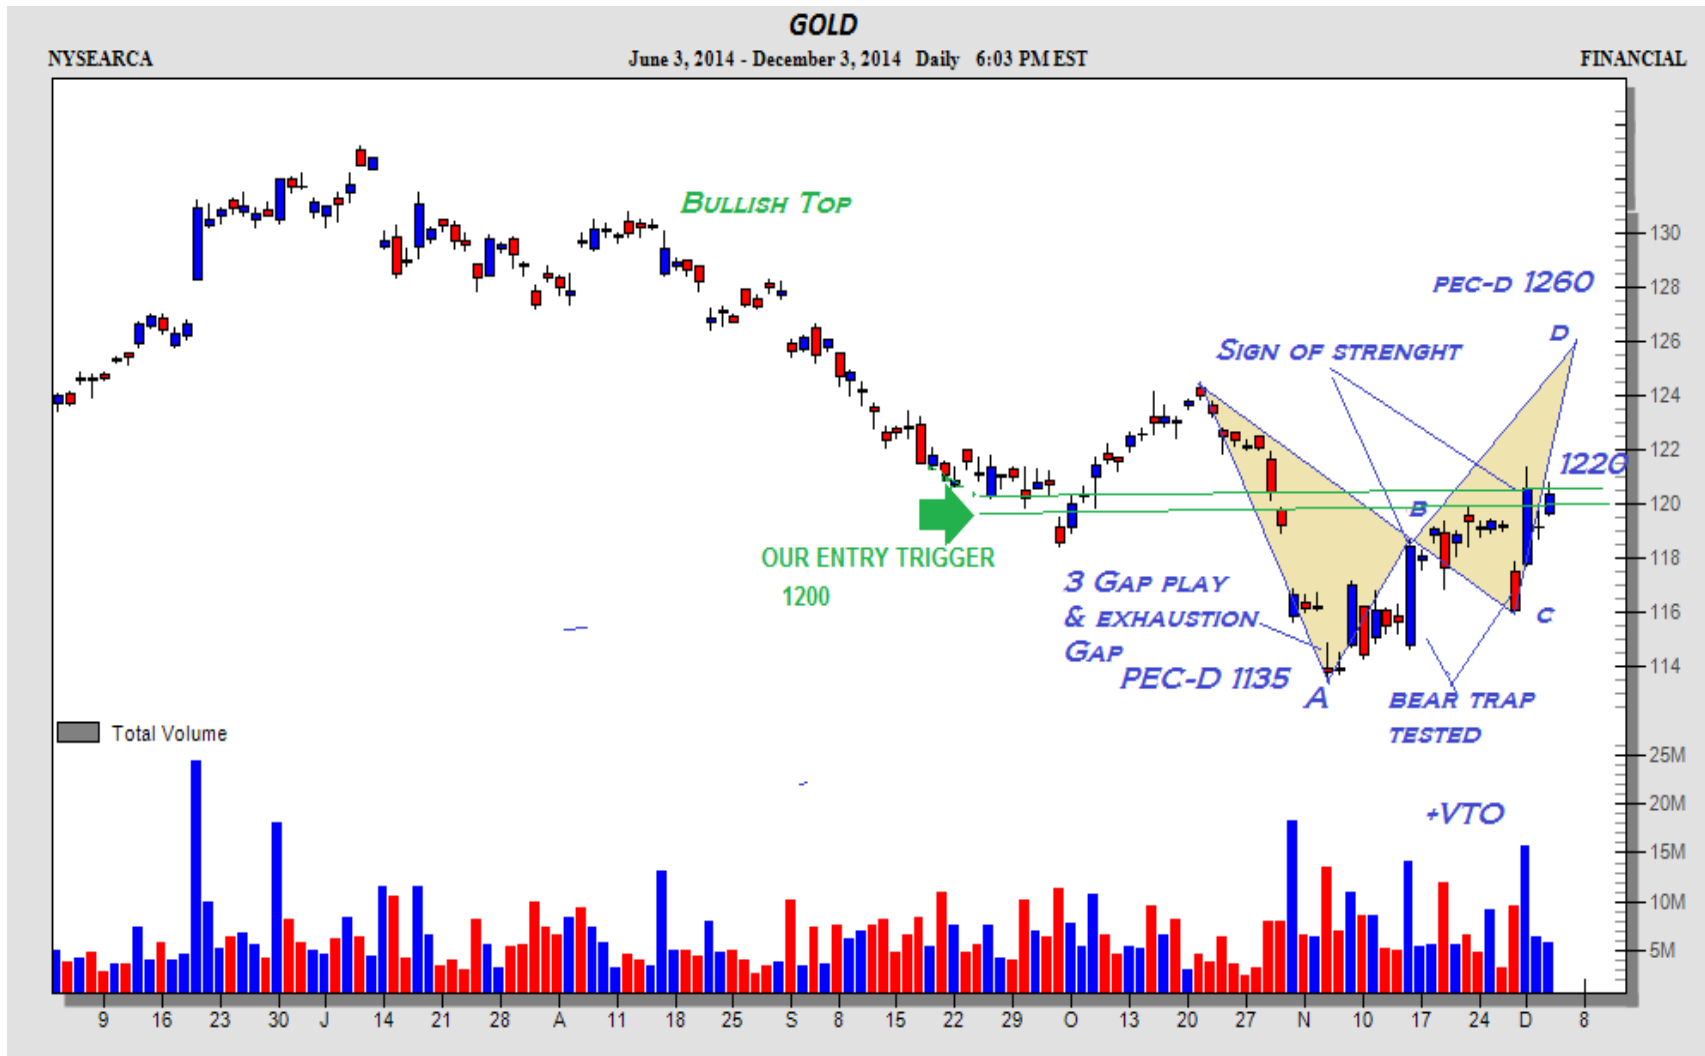 GOLD
NYSEARCA
June 3, 2014 - December 3, 2014 Daily 6:03 PM EST
FINANCIAL
BULLISH TOP
130
PEC-D 1260
128
D
SIGN OF STRENGHT
126
124
122
1220
120
B
OUR ENTRY TRIGGER
1200
118
3 GAP PLAY
& EXHAUSTION
GAP
116
C
PEC-D 1135
114
A
BEAR TRAP
TESTED
Total Volume
25M
20M
+VTO
15M
10M
5M
9 16 23 30 J 14 21 28 A 11 18 25 S 8 15 22 29 O 13 20 27 N 10 17 24 D 8